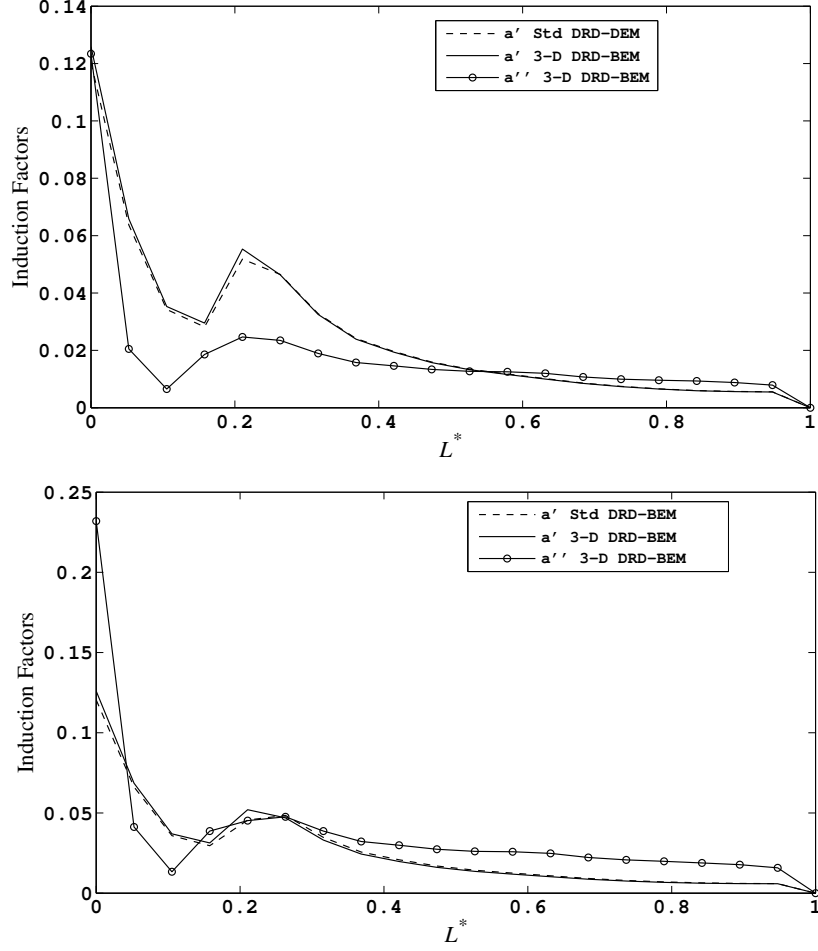 0.14
a' Std DRD-DEM
a' 3-D DRD-BEM
a'' 3-D DRD-BEM
0.12
0.1
0.08
0.06
0.04
0.02
0
Induction Factors
0 0.2 0.4 0.6 0.8 1
L*
0.25
a' Std DRD-BEM
a' 3-D DRD-BEM
a'' 3-D DRD-BEM
0.2
0.15
0.1
0.05
0
Induction Factors
0 0.2 0.4 0.6 0.8 1
L*